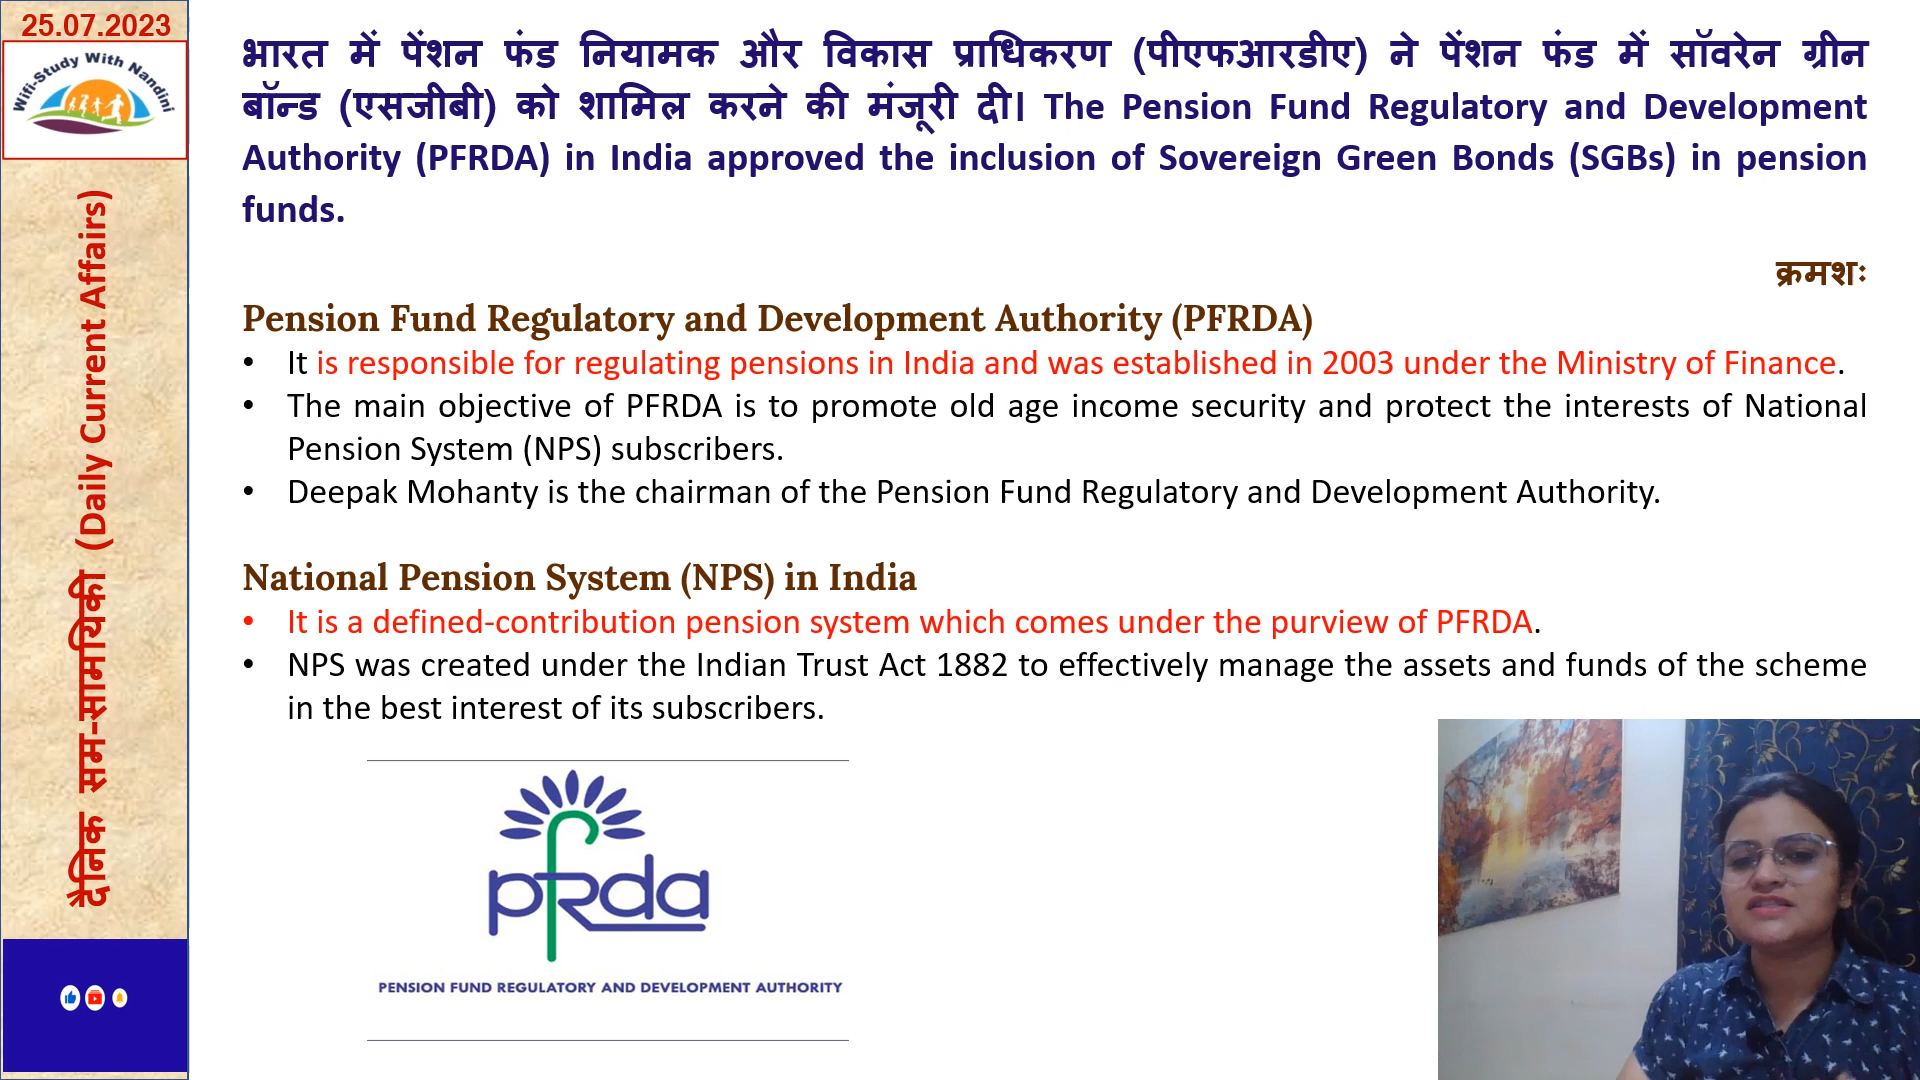 25.07.2023
Wifi-Study With Nandini
दैनिक सम-सामयिकी (Daily Current Affairs)
भारत में पेंशन फंड नियामक और विकास प्राधिकरण (पीएफआरडीए) ने पेंशन फंड में सॉवरेन ग्रीन
बॉन्ड (एसजीबी) को शामिल करने की मंजूरी दी। The Pension Fund Regulatory and Development
Authority (PFRDA) in India approved the inclusion of Sovereign Green Bonds (SGBs) in pension
funds.
क्रमशः
Pension Fund Regulatory and Development Authority (PFRDA)
• It is responsible for regulating pensions in India and was established in 2003 under the Ministry of Finance.
• The main objective of PFRDA is to promote old age income security and protect the interests of National
Pension System (NPS) subscribers.
• Deepak Mohanty is the chairman of the Pension Fund Regulatory and Development Authority.
National Pension System (NPS) in India
• It is a defined-contribution pension system which comes under the purview of PFRDA.
• NPS was created under the Indian Trust Act 1882 to effectively manage the assets and funds of the scheme
in the best interest of its subscribers.
pfrda
PENSION FUND REGULATORY AND DEVELOPMENT AUTHORITY